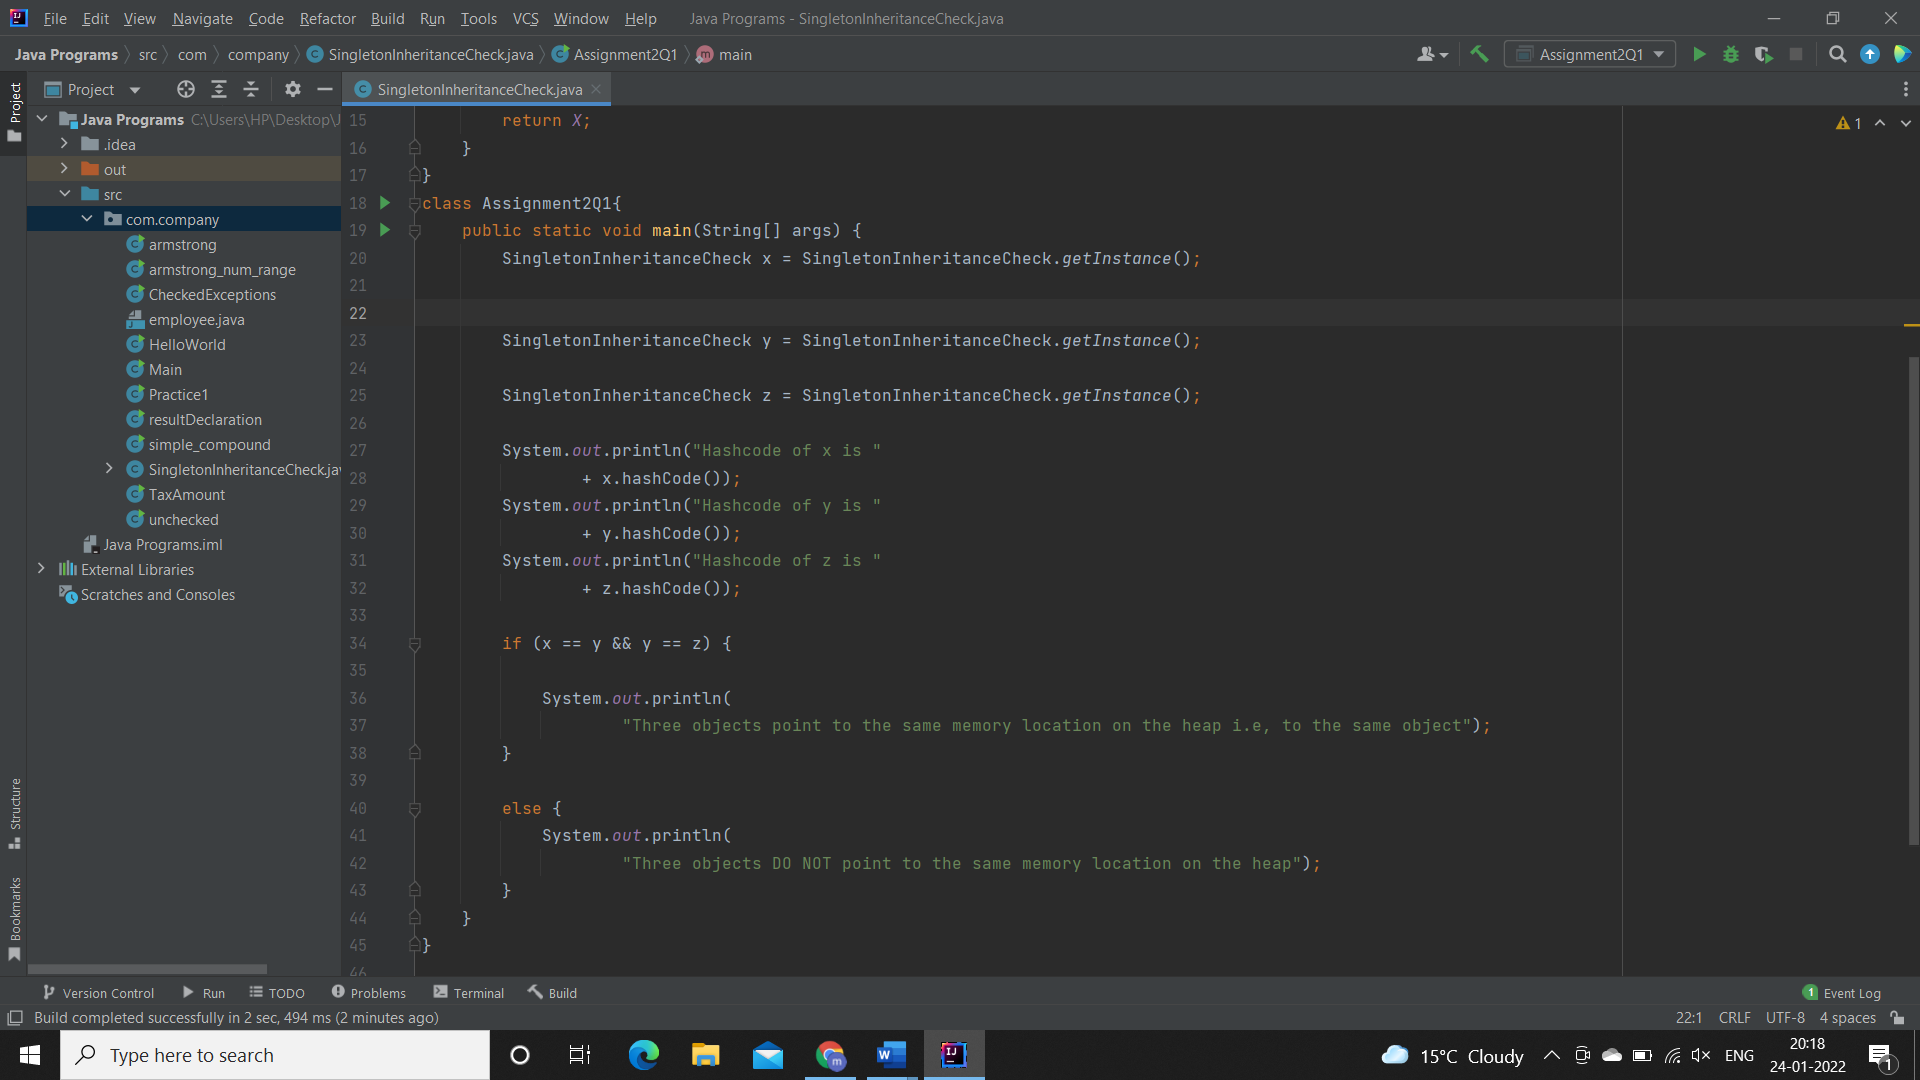 File Edit View Navigate Code Refactor Build Run Tools VCS Window Help Java Programs - SingletonInheritanceCheck.java
Java Programs src com company SingletonInheritanceCheck.java Assignment2Q1 main Assignment2Q1
Project SingletonInheritanceCheck.java
Project
Java Programs C:\Users\HP\Desktop\J
.idea
out
src
com.company
armstrong
armstrong_num_range
CheckedExceptions
employee.java
HelloWorld
Main
Practice1
resultDeclaration
simple_compound
SingletonInheritanceCheck.jav
TaxAmount
unchecked
Java Programs.iml
External Libraries
Scratches and Consoles
Structure
Bookmarks
1
15 return X;
16 }
17 }
18 class Assignment2Q1{
19 public static void main(String[] args) {
20 SingletonInheritanceCheck x = SingletonInheritanceCheck.getInstance();
21
22
23 SingletonInheritanceCheck y = SingletonInheritanceCheck.getInstance();
24
25 SingletonInheritanceCheck z = SingletonInheritanceCheck.getInstance();
26
27 System.out.println("Hashcode of x is "
28 + x.hashCode());
29 System.out.println("Hashcode of y is "
30 + y.hashCode());
31 System.out.println("Hashcode of z is "
32 + z.hashCode());
33
34 if (x == y && y == z) {
35
36 System.out.println(
37 "Three objects point to the same memory location on the heap i.e, to the same object");
38 }
39
40 else {
41 System.out.println(
42 "Three objects DO NOT point to the same memory location on the heap");
43 }
44 }
45 }
46
Version Control Run TODO Problems Terminal Build 1 Event Log
Build completed successfully in 2 sec, 494 ms (2 minutes ago) 22:1 CRLF UTF-8 4 spaces
Type here to search 15°C Cloudy ENG 20:18
24-01-2022 1